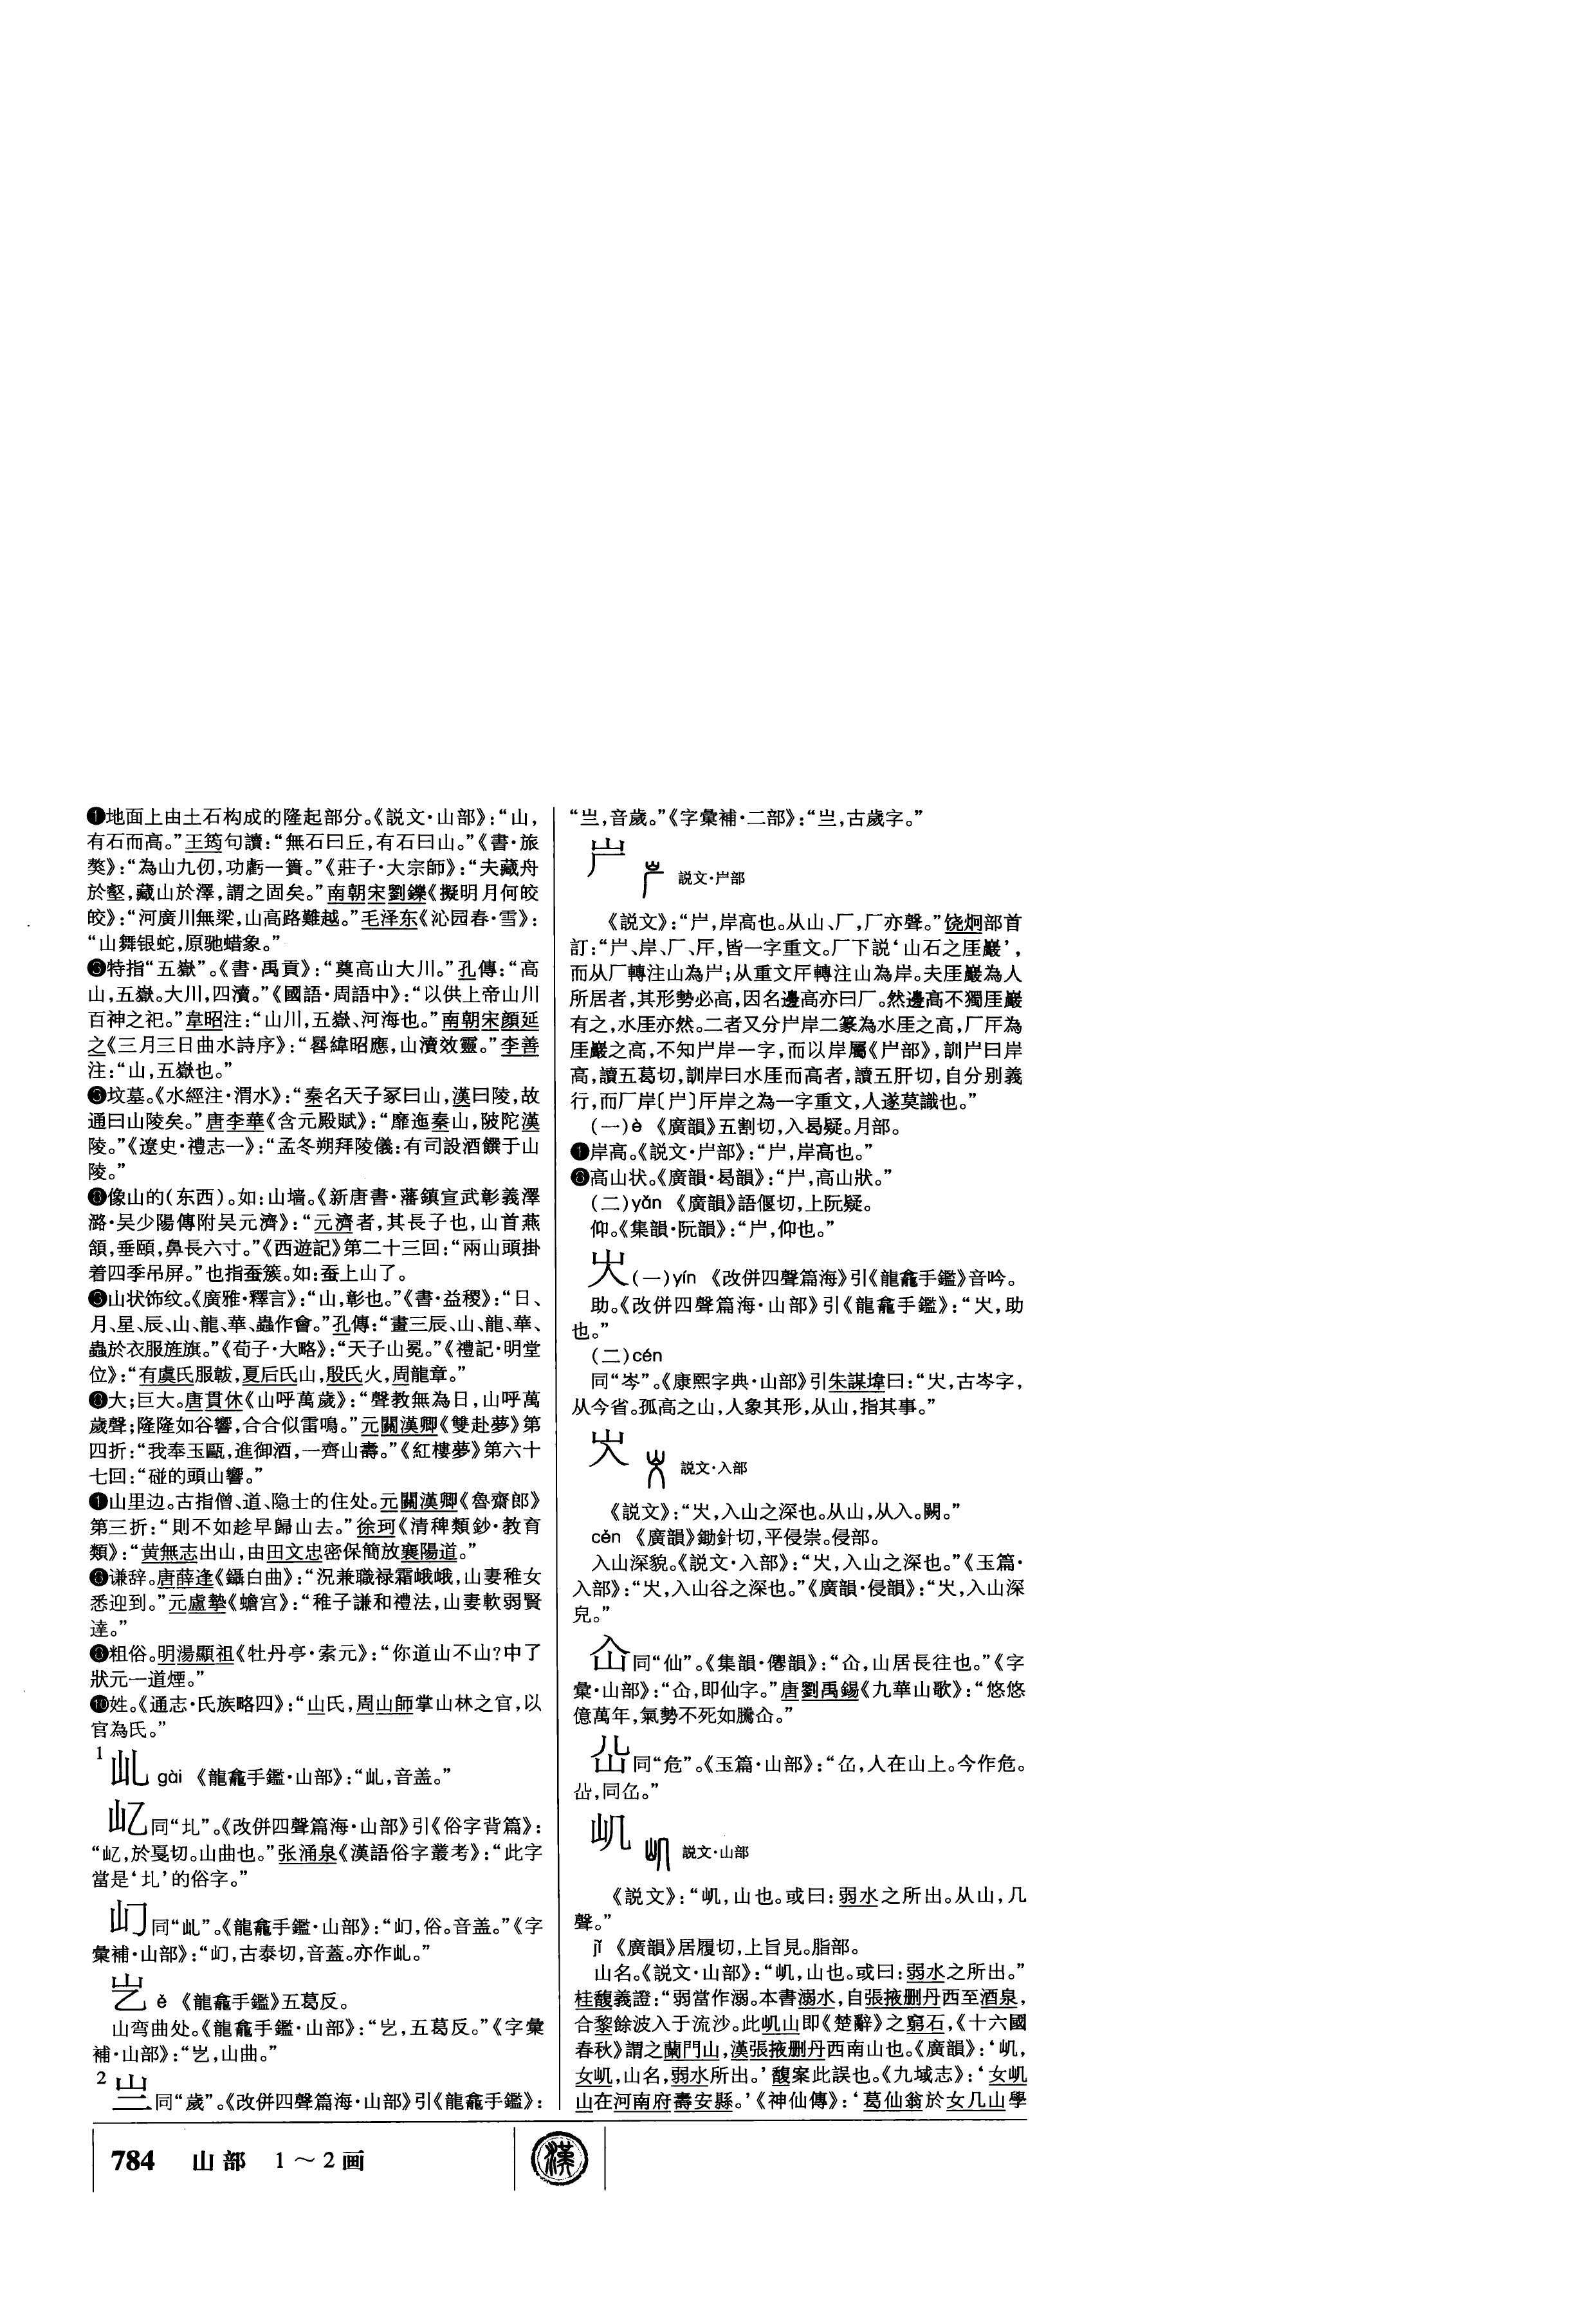 ❶地面上由土石构成的隆起部分。《説文·山部》：“山，
有石而高。”王筠句讀：“無石曰丘，有石曰山。”《書·旅
獒》：“為山九仞，功虧一簣。”《莊子·大宗師》：“夫藏舟
於壑，藏山於澤，謂之固矣。”南朝宋劉鑠《擬明月何皎
皎》：“河廣川無梁，山高路難越。”毛泽东《沁园春·雪》：
“山舞银蛇，原驰蜡象。”
特指“五嶽”。《書·禹貢》：“奠高山大川。”孔傳：“高
山，五嶽。大川，四瀆。”《國語·周語中》：“以供上帝山川
百神之祀。”韋昭注：“山川，五嶽、河海也。”南朝宋顔延
之《三月三日曲水詩序》：“晷緯昭應，山瀆效靈。”李善
注：“山，五嶽也。”
坟墓。《水經注·渭水》：“秦名天子冢曰山，漢曰陵，故
通曰山陵矣。”唐李華《含元殿賦》：“靡迤秦山，陂陀漢
陵。”《遼史·禮志一》：“孟冬朔拜陵儀：有司設酒饌于山
陵。”
像山的（东西）。如：山墙。《新唐書·藩鎮宣武彰義澤
潞·吴少陽傳附吴元濟》：“元濟者，其長子也，山首燕
頷，垂頤，鼻長六寸。”《西遊記》第二十三回：“兩山頭掛
着四季吊屏。”也指蚕簇。如：蚕上山了。
山状饰纹。《廣雅·釋言》：“山，彰也。”《書·益稷》：“日、
月、星、辰、山、龍、華、蟲作會。”孔傳：“畫三辰、山、龍、華、
蟲於衣服旌旗。”《荀子·大略》：“天子山冕。”《禮記·明堂
位》：“有虞氏服韍，夏后氏山，殷氏火，周龍章。”
大；巨大。唐貫休《山呼萬歲》：“聲教無為日，山呼萬
歲聲；隆隆如谷響，合合似雷鳴。”元關漢卿《雙赴夢》第
四折：“我奉玉甌，進御酒，一齊山壽。”《紅樓夢》第六十
七回：“碰的頭山響。”
山里边。古指僧、道、隐士的住处。元關漢卿《魯齋郎》
第三折：“則不如趁早歸山去。”徐珂《清稗類鈔·教育
類》：“黄無志出山，由田文忠密保簡放襄陽道。”
谦辞。唐薛逢《鑷白曲》：“況兼職禄霜峨峨，山妻稚女
悉迎到。”元盧摯《蟾宫》：“稚子謙和禮法，山妻軟弱賢
達。”
粗俗。明湯顯祖《牡丹亭·索元》：“你道山不山？中了
狀元一道煙。”
❿姓。《通志·氏族略四》：“山氏，周山師掌山林之官，以
官為氏。”
1 乢 gài 《龍龕手鑑·山部》：“乢，音盖。”
㞆同“圠”。《改併四聲篇海·山部》引《俗字背篇》：
“㞆，於戛切。山曲也。”张涌泉《漢語俗字叢考》：“此字
當是‘圠’的俗字。”
同“乢”。《龍龕手鑑·山部》：“，俗。音盖。”《字
彙補·山部》：“，古泰切，音蓋。亦作乢。”
ě 《龍龕手鑑》五葛反。
山弯曲处。《龍龕手鑑·山部》：“，五葛反。”《字彙
補·山部》：“，山曲。”
2 亗同“歲”。《改併四聲篇海·山部》引《龍龕手鑑》：
“亗，音歲。”《字彙補·二部》：“亗，古歲字。”
屵 説文·屵部
《説文》：“屵，岸高也。从山、厂，厂亦聲。”饶炯部首
訂：“屵、岸、厂、厈，皆一字重文。厂下説‘山石之厓巖’，
而从厂轉注山為屵；从重文厈轉注山為岸。夫厓巖為人
所居者，其形勢必高，因名邊高亦曰厂。然邊高不獨厓巖
有之，水厓亦然。二者又分屵岸二篆為水厓之高，厂厈為
厓巖之高，不知屵岸一字，而以岸屬《屵部》，訓屵曰岸
高，讀五葛切，訓岸曰水厓而高者，讀五肝切，自分别義
行，而厂岸〔屵〕厈岸之為一字重文，人遂莫識也。”
（一）è 《廣韻》五割切，入曷疑。月部。
❶岸高。《説文·屵部》：“屵，岸高也。”
高山状。《廣韻·曷韻》：“屵，高山狀。”
（二）yǎn 《廣韻》語偃切，上阮疑。
仰。《集韻·阮韻》：“屵，仰也。”
（一）yín 《改併四聲篇海》引《龍龕手鑑》音吟。
助。《改併四聲篇海·山部》引《龍龕手鑑》：“，助
也。”
（二）cén
同“岑”。《康熙字典·山部》引朱謀㙔曰：“，古岑字，
从今省。孤高之山，人象其形，从山，指其事。”
説文·入部
《説文》：“，入山之深也。从山，从入。闕。”
cěn 《廣韻》鋤針切，平侵崇。侵部。
入山深貌。《説文·入部》：“，入山之深也。”《玉篇·
入部》：“，入山谷之深也。”《廣韻·侵韻》：“，入山深
皃。”
仚同“仙”。《集韻·僊韻》：“仚，山居長往也。”《字
彙·山部》：“仚，即仙字。”唐劉禹錫《九華山歌》：“悠悠
億萬年，氣勢不死如騰仚。”
同“危”。《玉篇·山部》：“仚，人在山上。今作危。
，同仚。”
屼 説文·山部
《説文》：“屼，山也。或曰：弱水之所出。从山，几
聲。”
jǐ 《廣韻》居履切，上旨見。脂部。
山名。《説文·山部》：“屼，山也。或曰：弱水之所出。”
桂馥義證：“弱當作溺。本書溺水，自張掖删丹西至酒泉，
合黎餘波入于流沙。此屼山即《楚辭》之窮石，《十六國
春秋》謂之蘭門山，漢張掖删丹西南山也。《廣韻》：‘屼，
女屼，山名，弱水所出。’馥案此誤也。《九域志》：‘女屼
山在河南府壽安縣。’《神仙傳》：‘葛仙翁於女几山學
784 山部 1～2画
漢